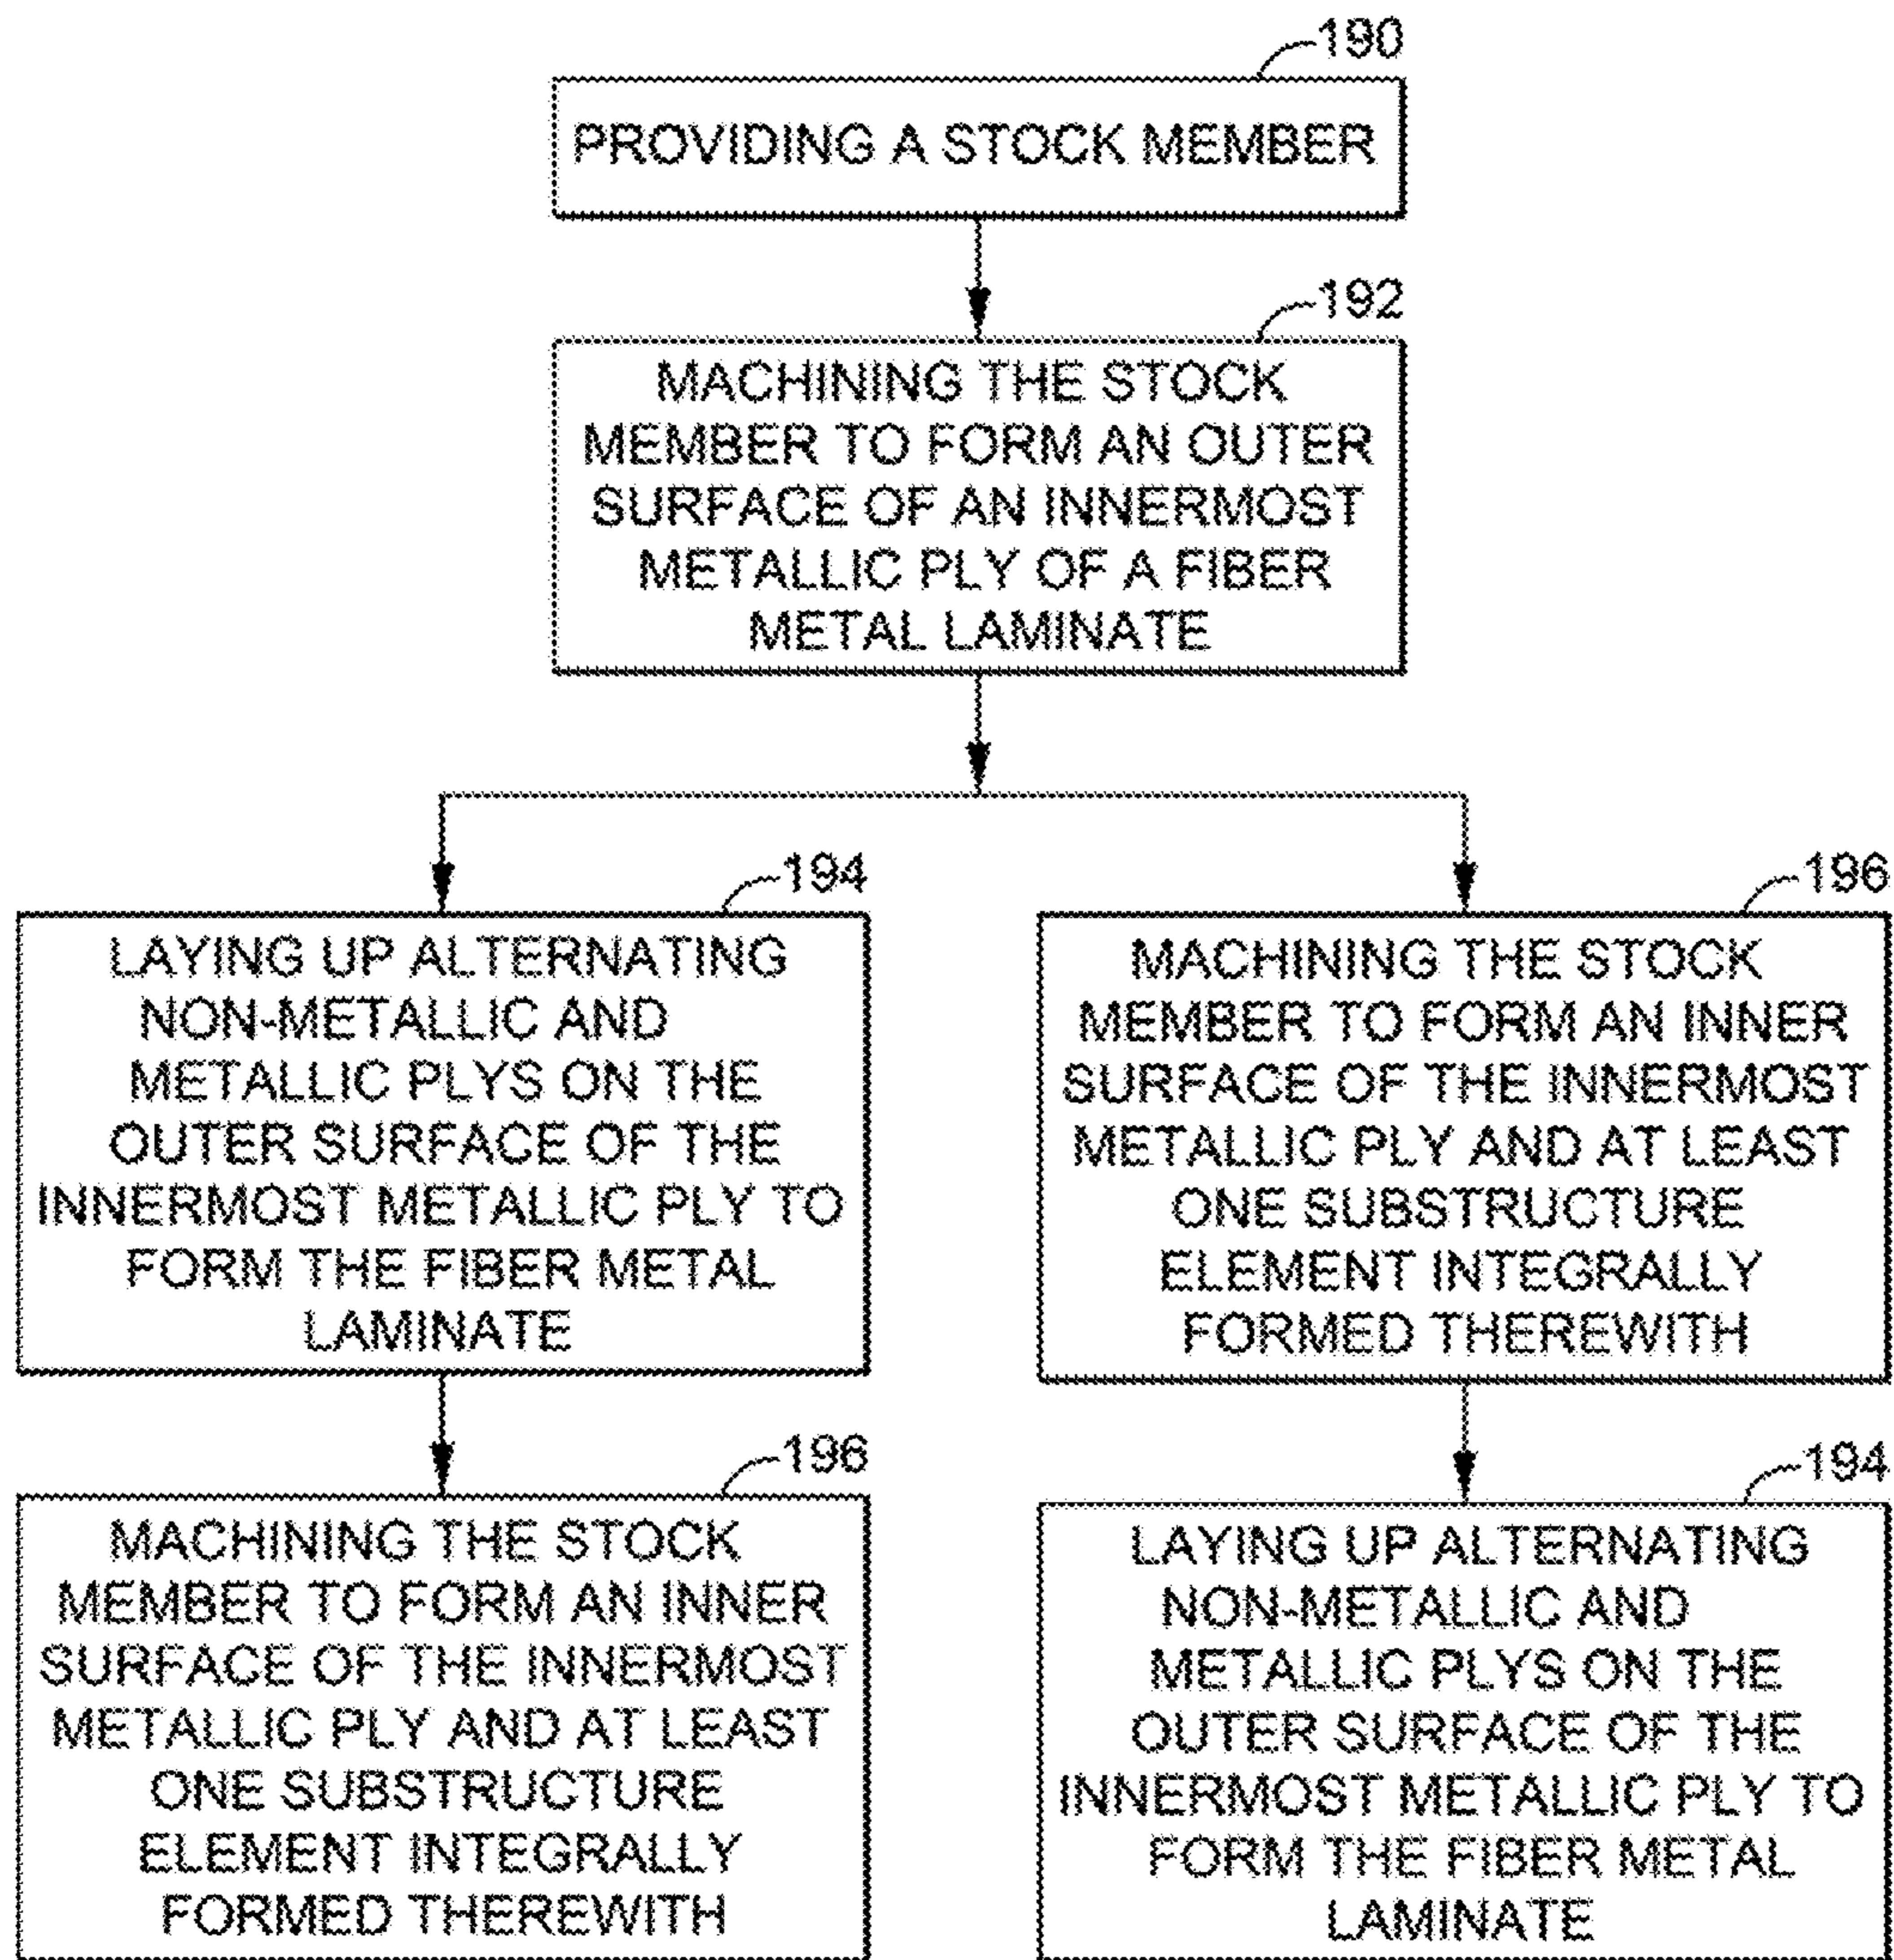 190
PROVIDING A STOCK MEMBER
192
MACHINING THE STOCK
MEMBER TO FORM AN OUTER
SURFACE OF AN INNERMOST
METALLIC PLY OF A FIBER
METAL LAMINATE
194
LAYING UP ALTERNATING
NON-METALLIC AND
METALLIC PLYS ON THE
OUTER SURFACE OF THE
INNERMOST METALLIC PLY TO
FORM THE FIBER METAL
LAMINATE
196
MACHINING THE STOCK
MEMBER TO FORM AN INNER
SURFACE OF THE INNERMOST
METALLIC PLY AND AT LEAST
ONE SUBSTRUCTURE
ELEMENT INTEGRALLY
FORMED THEREWITH
196
MACHINING THE STOCK
MEMBER TO FORM AN INNER
SURFACE OF THE INNERMOST
METALLIC PLY AND AT LEAST
ONE SUBSTRUCTURE
ELEMENT INTEGRALLY
FORMED THEREWITH
194
LAYING UP ALTERNATING
NON-METALLIC AND
METALLIC PLYS ON THE
OUTER SURFACE OF THE
INNERMOST METALLIC PLY TO
FORM THE FIBER METAL
LAMINATE